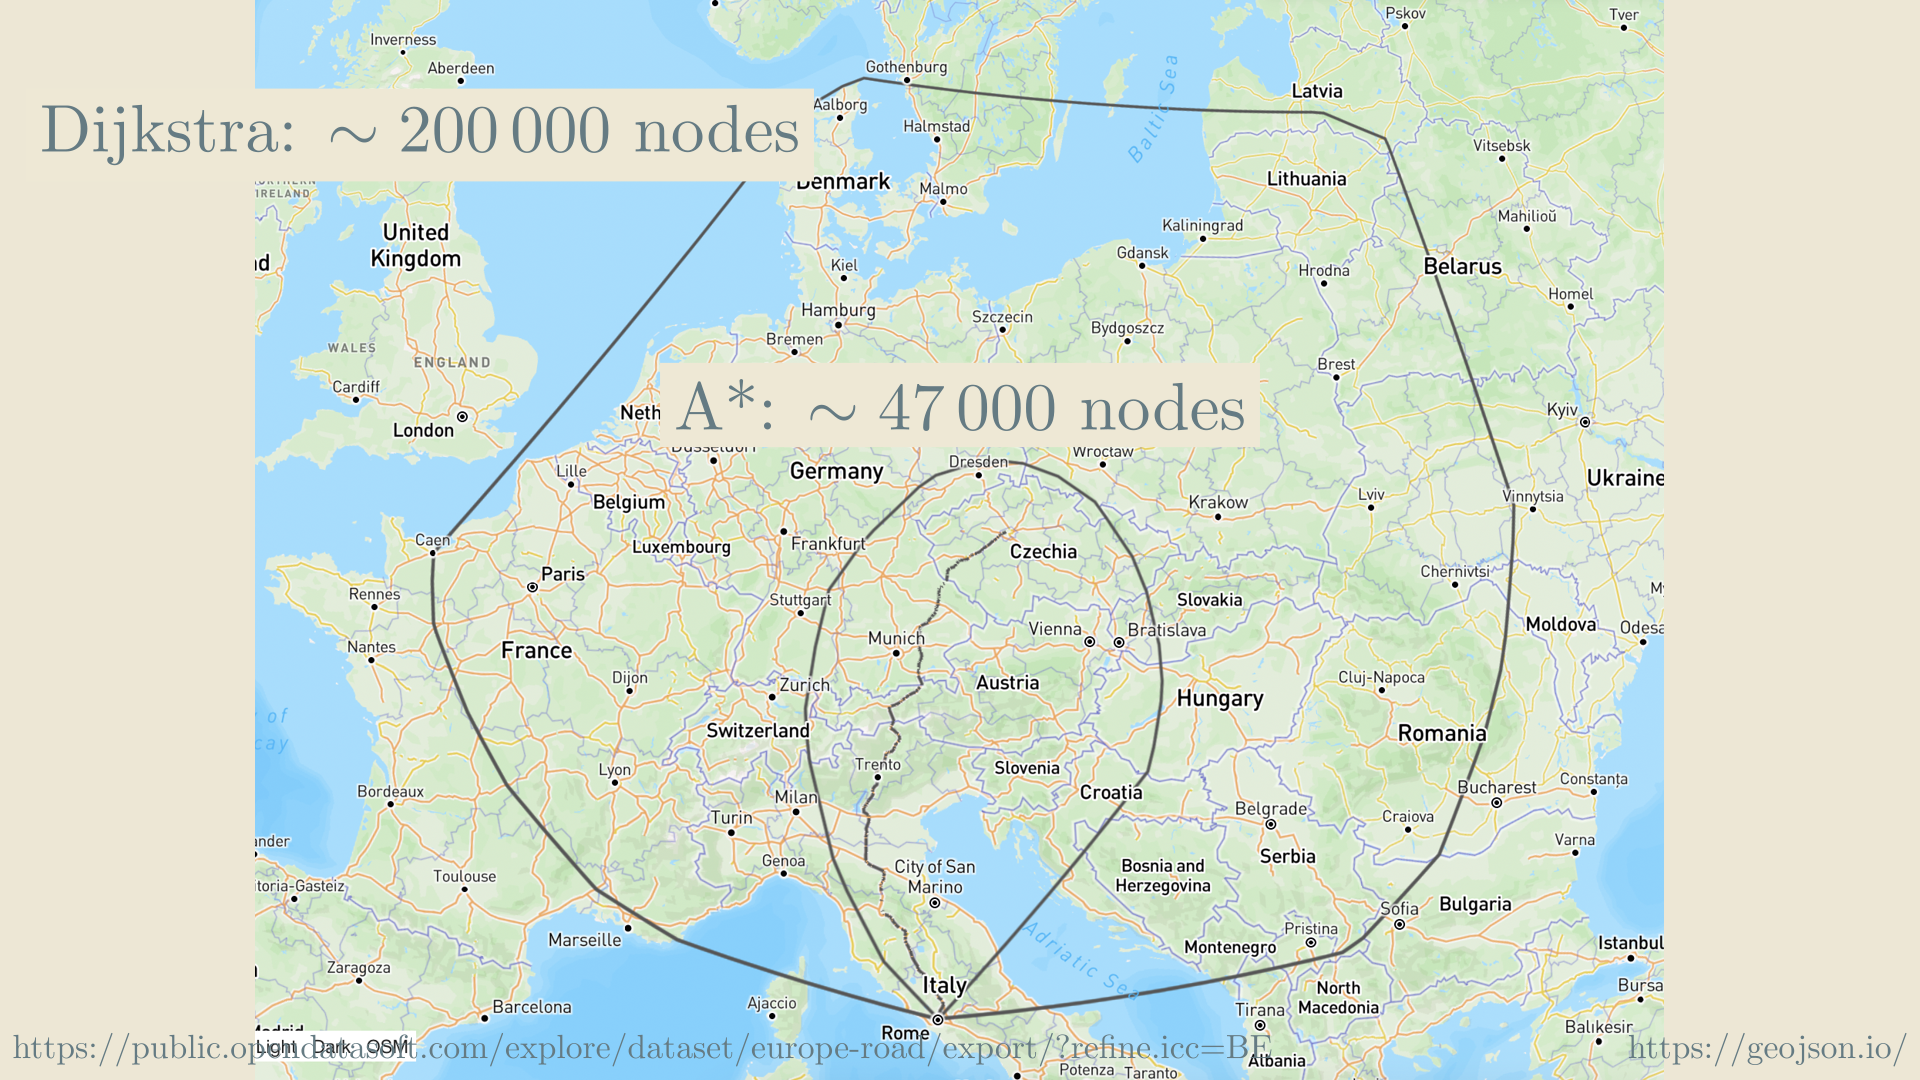 Pskov
Tver
Inverness
Aberdeen
Gothenburg
Latvia
Baltic Sea
Dijkstra: ~ 200 000 nodes
Aalborg
Halmstad
Vitsebsk
IRELAND
Denmark
Malmo
Lithuania
Mahilioŭ
United
Kingdom
Kaliningrad
Gdansk
Kiel
Hrodna
Belarus
Homel
Hamburg
Szczecin
Bydgoszcz
Bremen
WALES
ENGLAND
Brest
Cardiff
London
Neth
A*: ~ 47 000 nodes
Kyiv
Dusseldorf
Germany
Dresden
Wroclaw
Lille
Belgium
Krakow
Lviv
Vinnytsia
Ukraine
Caen
Luxembourg
Frankfurt
Czechia
Paris
Rennes
Stuttgart
Slovakia
Chernivtsi
Moldova
Odesa
Nantes
France
Munich
Vienna
Bratislava
Dijon
Zurich
Austria
Hungary
Cluj-Napoca
Switzerland
Romania
Lyon
Trento
Slovenia
Bordeaux
Milan
Croatia
Belgrade
Bucharest
Constanța
Turin
Craiova
Varna
Genoa
City of San
Marino
Bosnia and
Herzegovina
Serbia
Toulouse
itoria-Gasteiz
Sofia
Bulgaria
Marseille
Adriatic Sea
Pristina
Montenegro
Istanbul
Zaragoza
Italy
North
Macedonia
Bursa
Barcelona
Ajaccio
Tirana
Rome
Balıkesir
Light Dark OSM
https://public.opendatasoft.com/explore/dataset/europe-road/export/?refine.icc=BE
https://geojson.io/
Albania
Potenza
Taranto